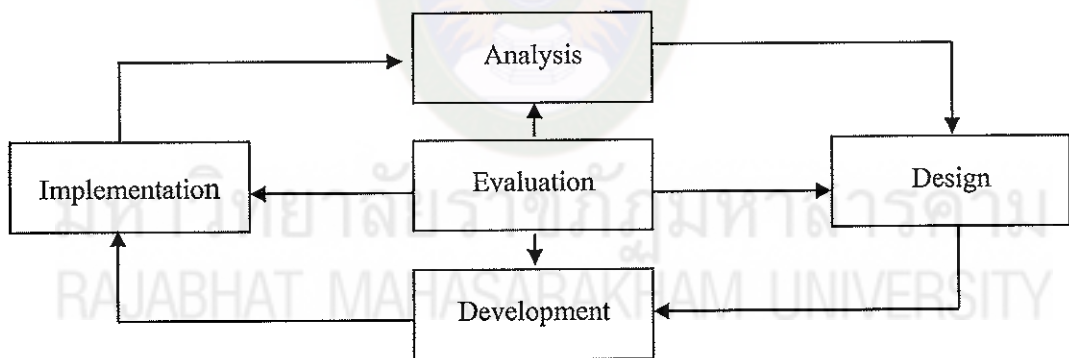 Analysis
Implementation
Evaluation
Design
Development
มหาวิทยาลัยราชภัฏมหาสารคาม
RAJABHAT MAHASARAKHAM UNIVERSITY